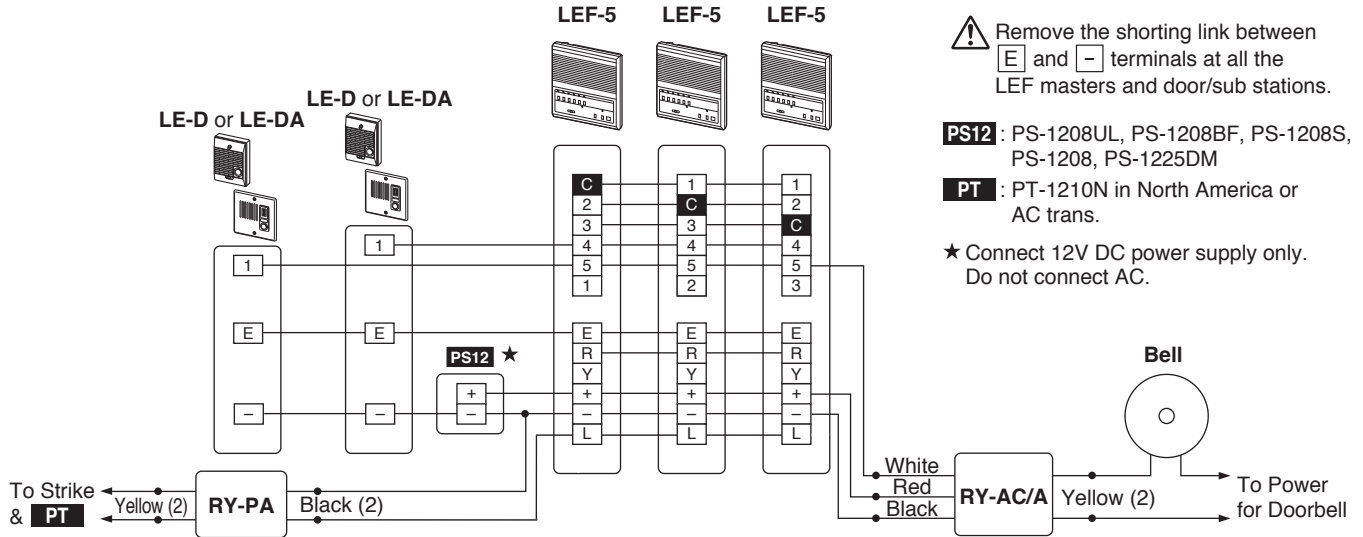 LEF-5 LEF-5 LEF-5
Remove the shorting link between
E and – terminals at all the
LEF masters and door/sub stations.
LE-D or LE-DA
LE-D or LE-DA
PS12 : PS-1208UL, PS-1208BF, PS-1208S,
PS-1208, PS-1225DM
PT : PT-1210N in North America or
AC trans.
★ Connect 12V DC power supply only.
Do not connect AC.
C 1 1
2 C 2
3 3 C
1 4 4 4
1 5 5 5
1 2 3
E E E E E
R R R
PS12 ★
Y Y Y
+ + + +
– – – – – –
L L L
Bell
White
Red
Black
RY-AC/A
Yellow (2)
To Power
for Doorbell
To Strike
& PT
Yellow (2)
RY-PA
Black (2)